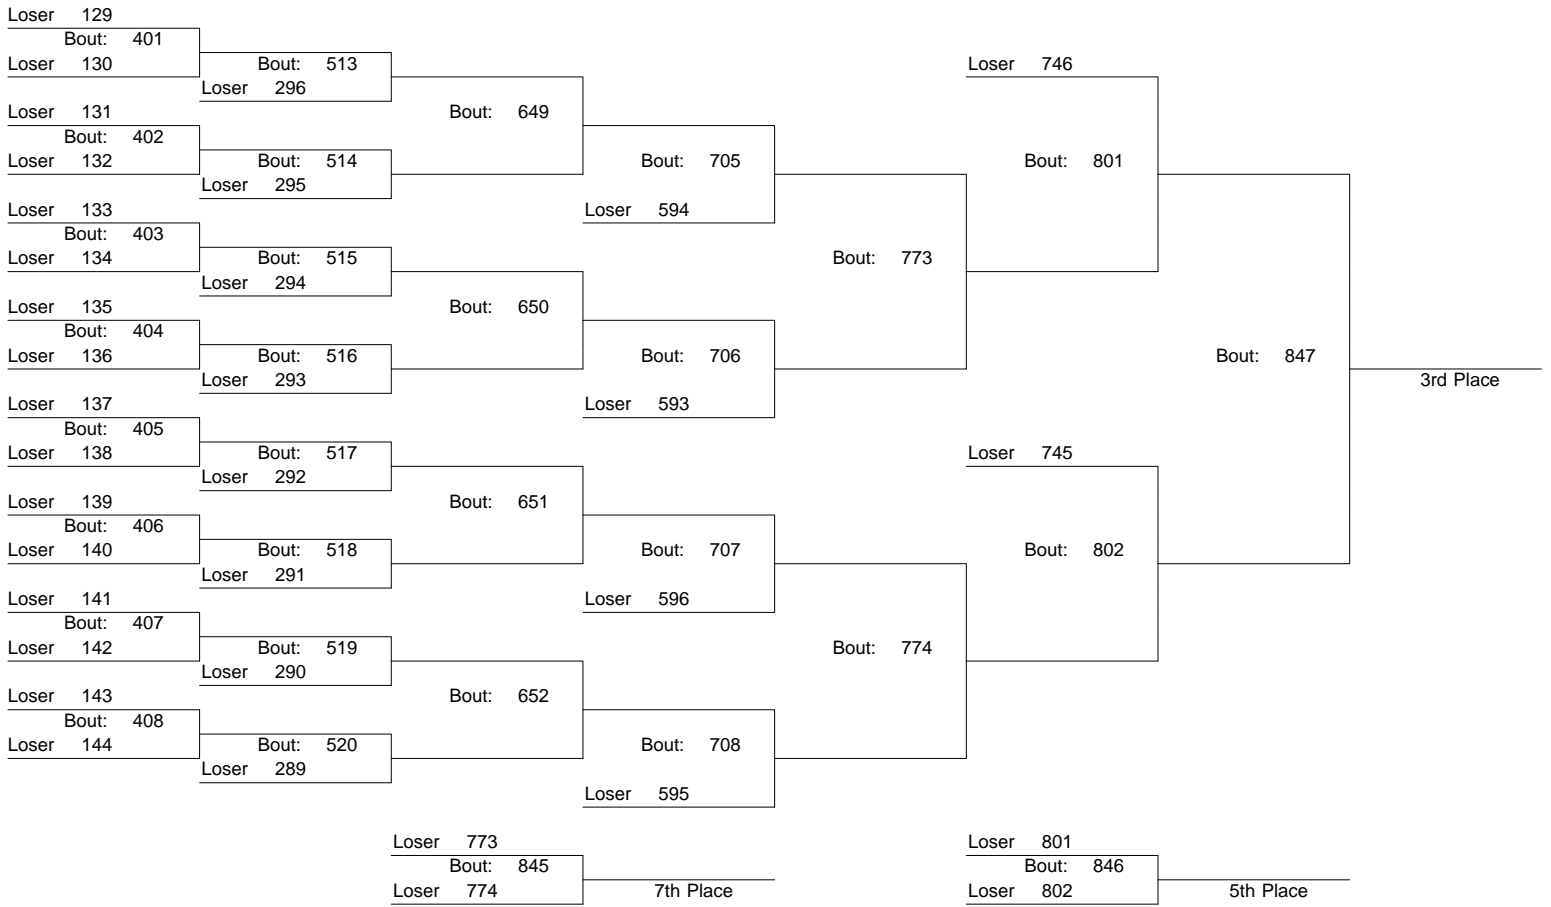 Loser 129
Bout: 401
Loser 130
Bout: 513
Loser 746
Loser 296
Loser 131
Bout: 649
Bout: 402
Loser 132
Bout: 514
Bout: 705
Bout: 801
Loser 295
Loser 133
Loser 594
Bout: 403
Loser 134
Bout: 515
Bout: 773
Loser 294
Loser 135
Bout: 650
Bout: 404
Loser 136
Bout: 516
Bout: 706
Bout: 847
Loser 293
3rd Place
Loser 137
Loser 593
Bout: 405
Loser 138
Bout: 517
Loser 745
Loser 292
Loser 139
Bout: 651
Bout: 406
Loser 140
Bout: 518
Bout: 707
Bout: 802
Loser 291
Loser 141
Loser 596
Bout: 407
Loser 142
Bout: 519
Bout: 774
Loser 290
Loser 143
Bout: 652
Bout: 408
Loser 144
Bout: 520
Bout: 708
Loser 289
Loser 595
Loser 773
Bout: 845
Loser 774
7th Place
Loser 801
Bout: 846
Loser 802
5th Place